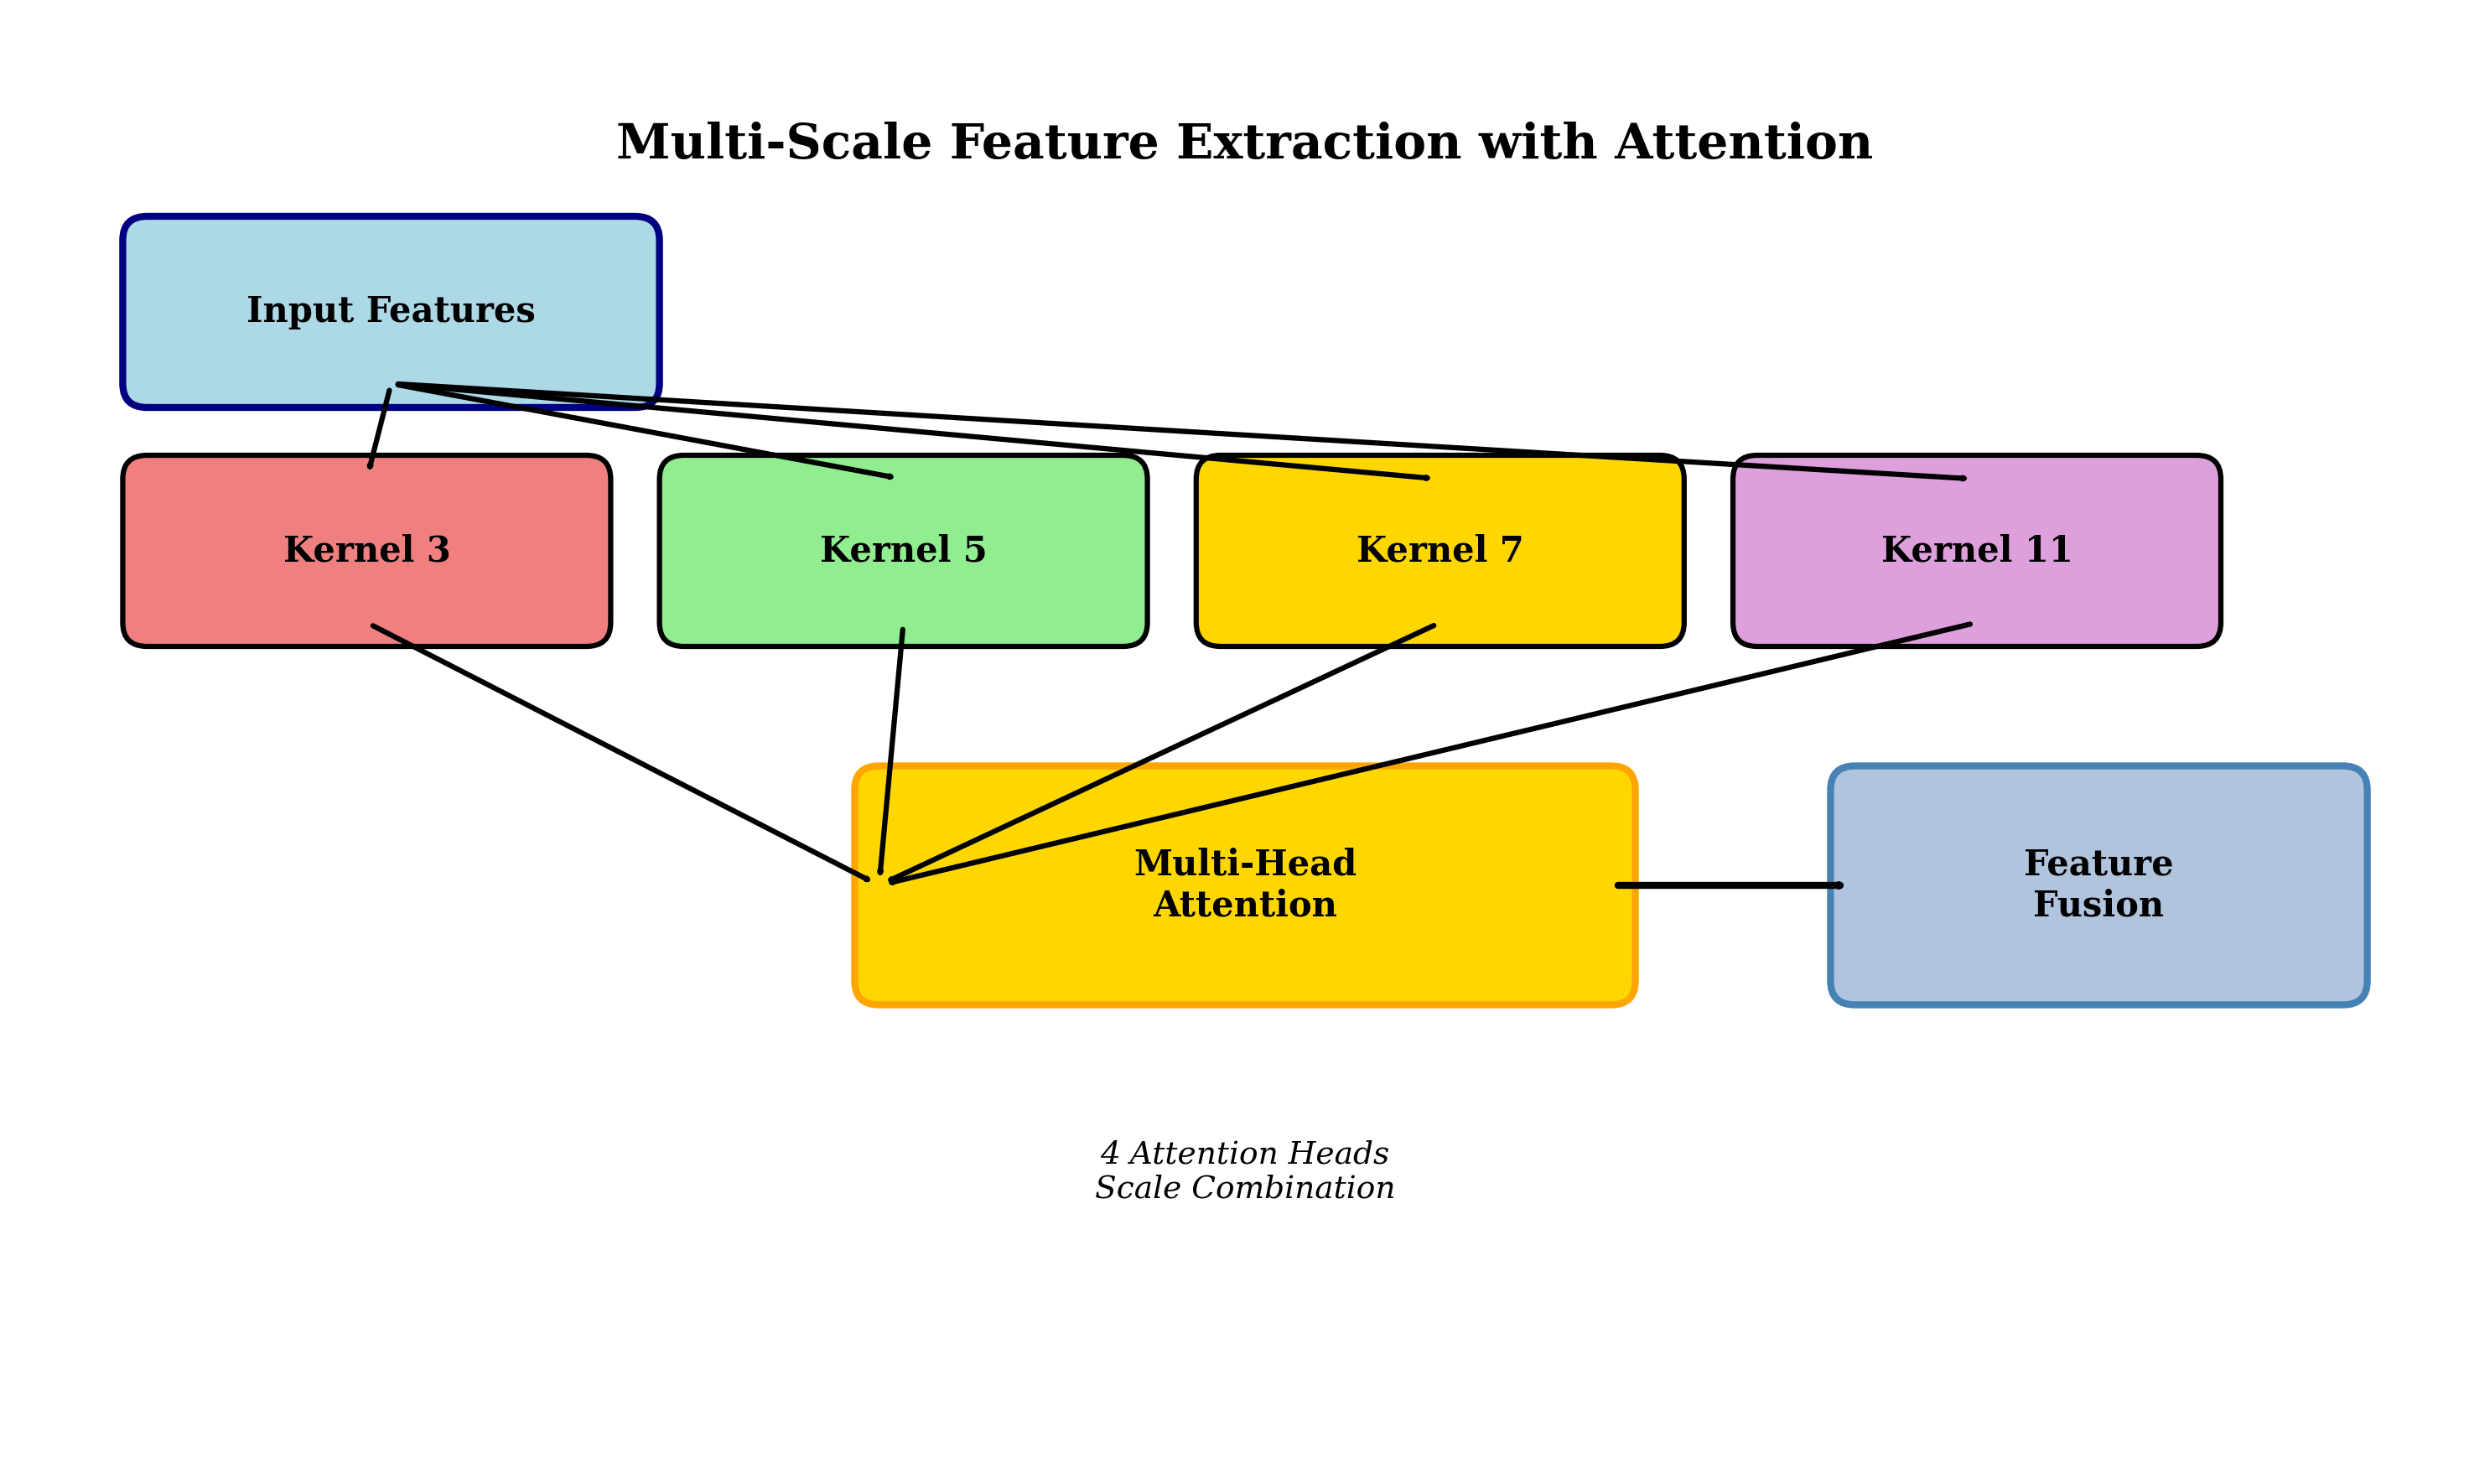 Multi-Scale Feature Extraction with Attention
Input Features
Kernel 3
Kernel 5
Kernel 7
Kernel 11
Multi-Head
Attention
Feature
Fusion
4 Attention Heads
Scale Combination